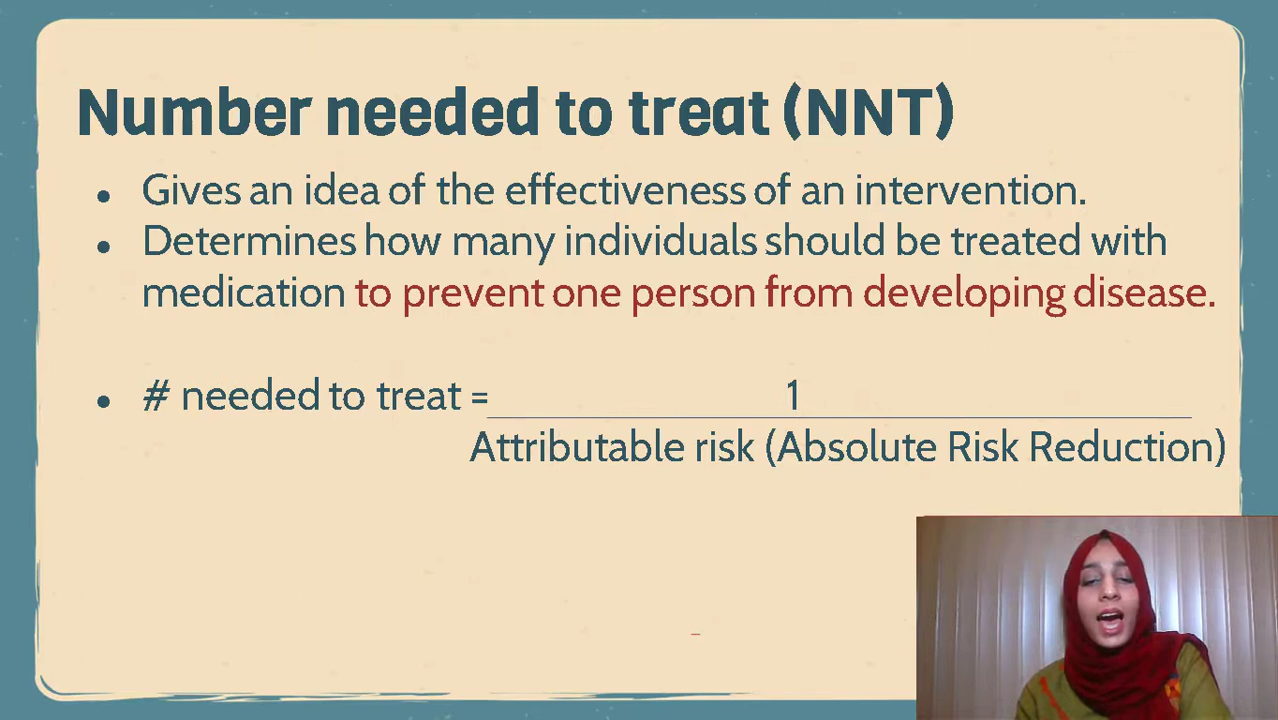 Number needed to treat (NNT)
• Gives an idea of the effectiveness of an intervention.
• Determines how many individuals should be treated with
medication to prevent one person from developing disease.
• # needed to treat = 1
Attributable risk (Absolute Risk Reduction)